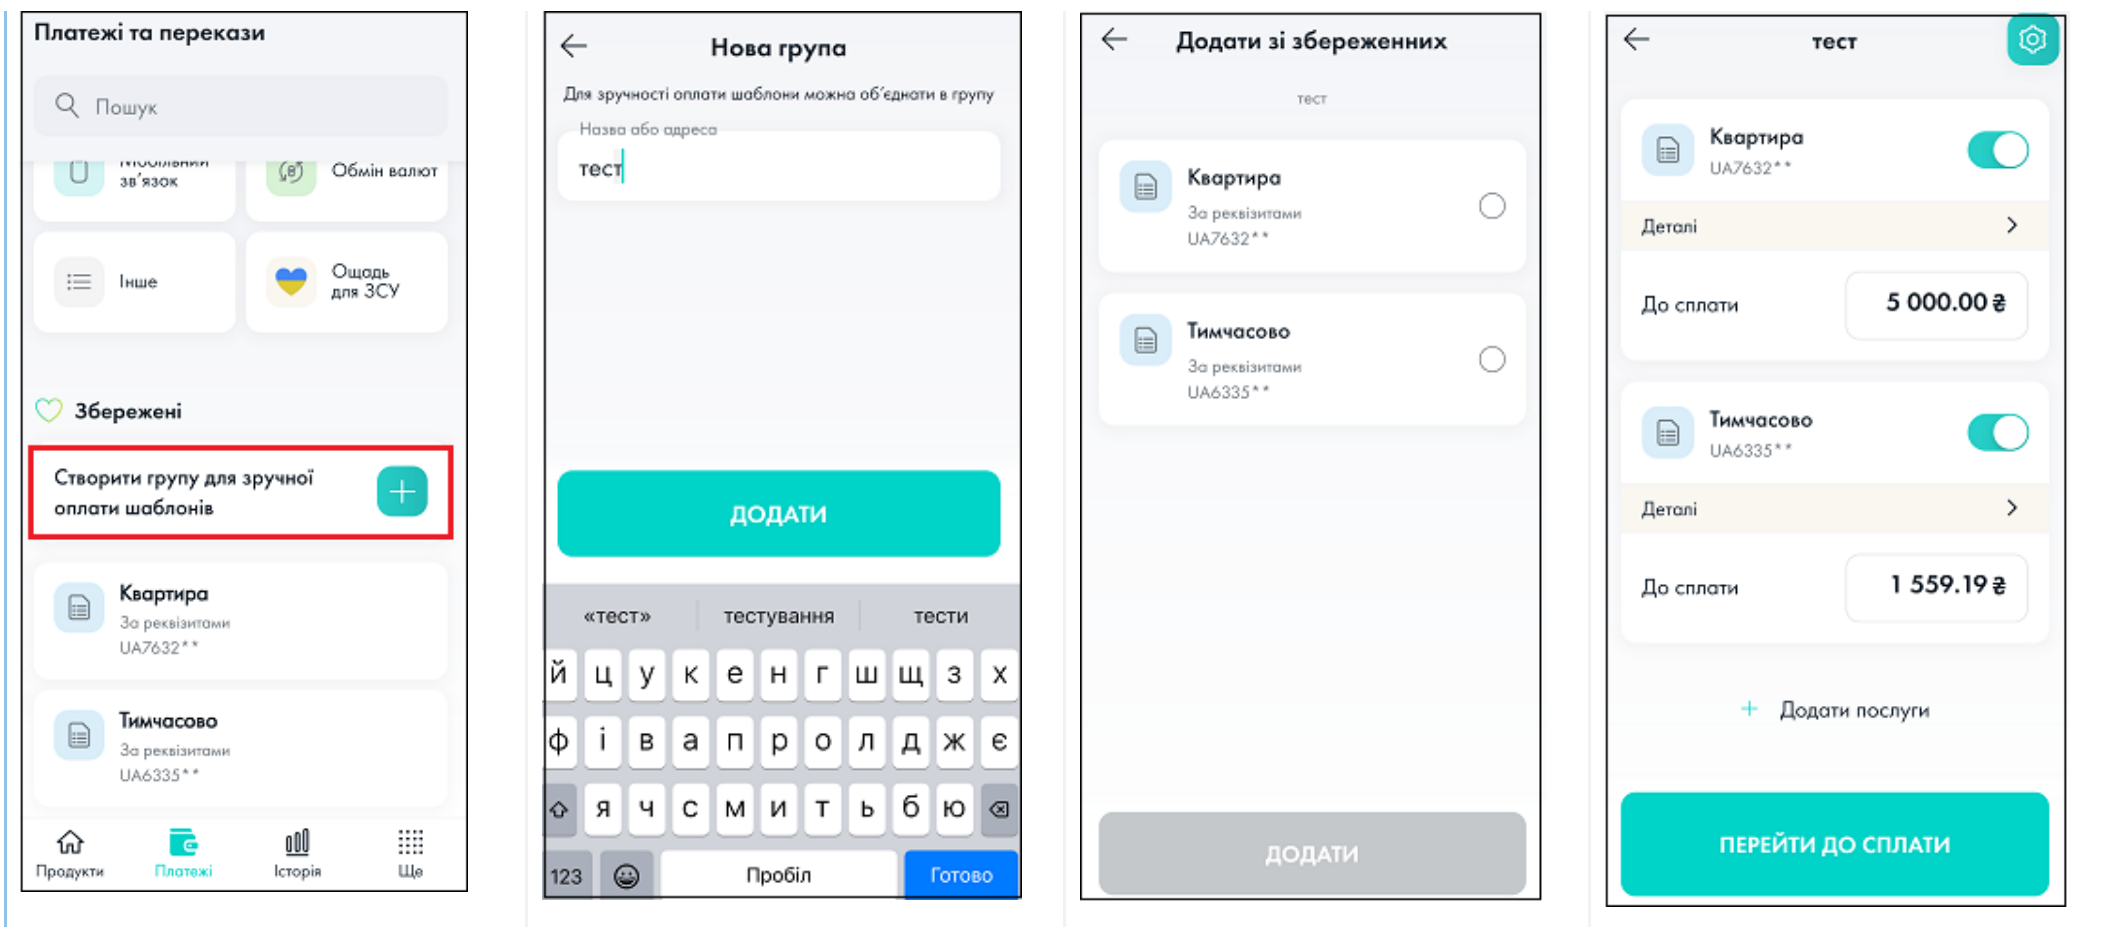 Платежі та перекази
Пошук
Мобільний
зв'язок
Обмін валют
Інше
Ощадь
для ЗСУ
Збережені
Створити групу для зручної
оплати шаблонів
Квартира
За реквізитами
UA7632**
Тимчасово
За реквізитами
UA6335**
Продукти
Платежі
Історія
Ще
Нова група
Для зручності оплати шаблони можна об'єднати в групу
Назва або адреса
тест
ДОДАТИ
«тест» тестування тести
й ц у к е н г ш щ з х
ф і в а п р о л д ж є
я ч с м и т ь б ю
123 Пробіл Готово
Додати зі збереженних
тест
Квартира
За реквізитами
UA7632**
Тимчасово
За реквізитами
UA6335**
ДОДАТИ
тест
Квартира
UA7632**
Деталі
До сплати 5 000.00 ₴
Тимчасово
UA6335**
Деталі
До сплати 1 559.19 ₴
+ Додати послуги
ПЕРЕЙТИ ДО СПЛАТИ